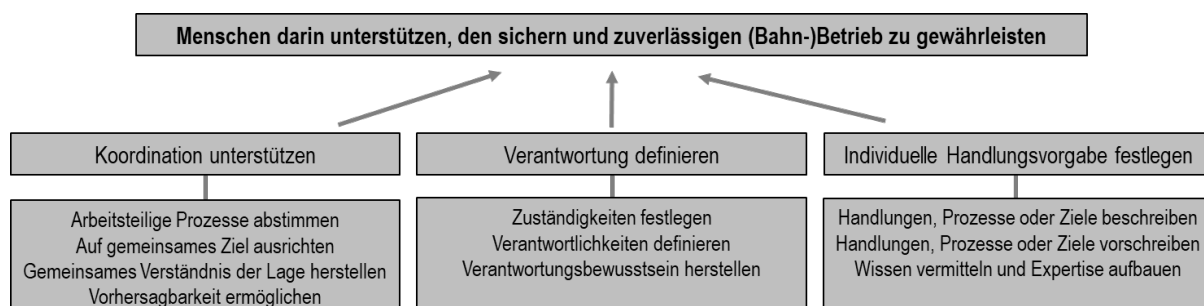 Menschen darin unterstützen, den sichern und zuverlässigen (Bahn-)Betrieb zu gewährleisten
Koordination unterstützen
Arbeitsteilige Prozesse abstimmen
Auf gemeinsames Ziel ausrichten
Gemeinsames Verständnis der Lage herstellen
Vorhersagbarkeit ermöglichen
Verantwortung definieren
Zuständigkeiten festlegen
Verantwortlichkeiten definieren
Verantwortungsbewusstsein herstellen
Individuelle Handlungsvorgabe festlegen
Handlungen, Prozesse oder Ziele beschreiben
Handlungen, Prozesse oder Ziele vorschreiben
Wissen vermitteln und Expertise aufbauen